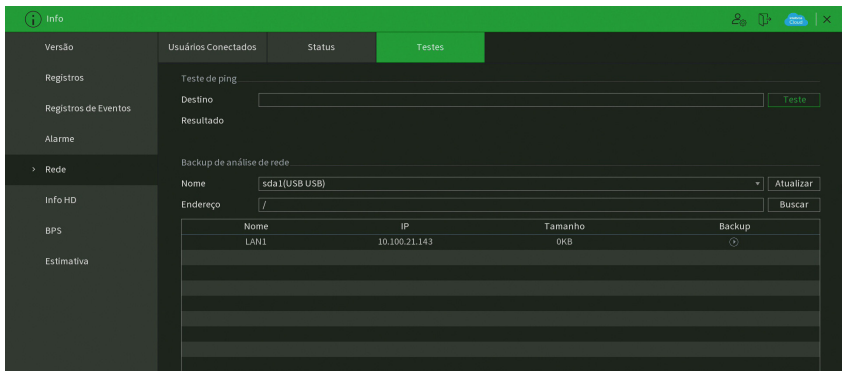 Info
Cloud
Versão
Registros
Registros de Eventos
Alarme
> Rede
Info HD
BPS
Estimativa
Usuários Conectados Status Testes
Teste de ping
Destino Teste
Resultado
Backup de análise de rede
Nome sda1(USB USB) Atualizar
Endereço / Buscar
Nome IP Tamanho Backup
LAN1 10.100.21.143 0KB